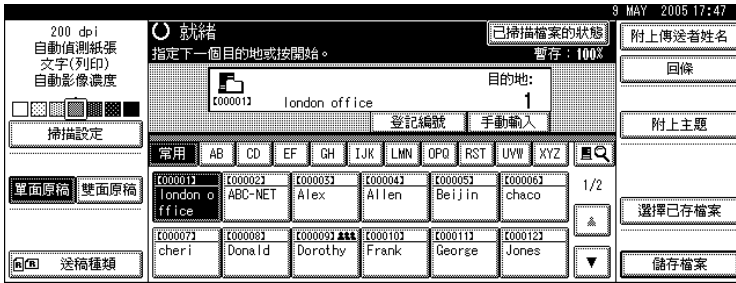 9 MAY 2005 17:47
200 dpi
自動偵測紙張
文字(列印)
自動影像濃度
掃描設定
單面原稿 雙面原稿
送稿種類
就緒
已掃描檔案的狀態
指定下一個目的地或按開始。
暫存:100%
目的地:
[00001] london office
1
登記編號 手動輸入
常用 AB CD EF GH IJK LMN OPQ RST UVW XYZ
[00001] [00002] [00003] [00004] [00005] [00006]
london o ABC-NET Alex Allen Beijin chaco
ffice
1/2
[00007] [00008] [00009] [00010] [00011] [00012]
cheri Donald Dorothy Frank George Jones
附上傳送者姓名
回條
附上主題
選擇已存檔案
儲存檔案